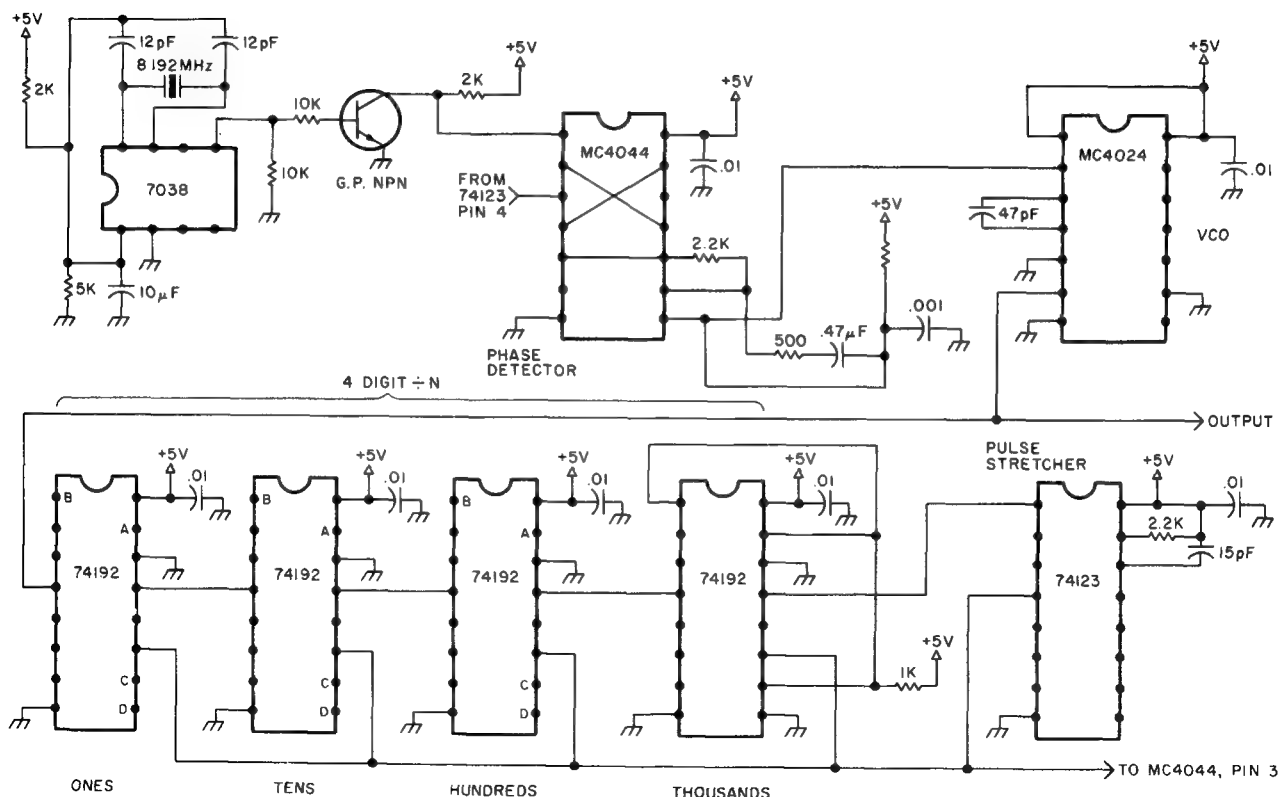 +5V
12pF
12pF
8.192MHz
2K
10K
10K
7038
G.P. NPN
5K
10µF
2K
+5V
+5V
MC4044
.01
FROM
74123
PIN 4
2.2K
+5V
.001
500
.47µF
PHASE
DETECTOR
+5V
MC4024
.01
47pF
VCO
4 DIGIT ÷N
OUTPUT
PULSE
STRETCHER
+5V
.01
B
A
74192
C
D
+5V
.01
B
A
74192
C
D
+5V
.01
B
A
74192
C
D
+5V
.01
74192
+5V
1K
+5V
.01
2.2K
15pF
74123
TO MC4044, PIN 3
ONES
TENS
HUNDREDS
THOUSANDS